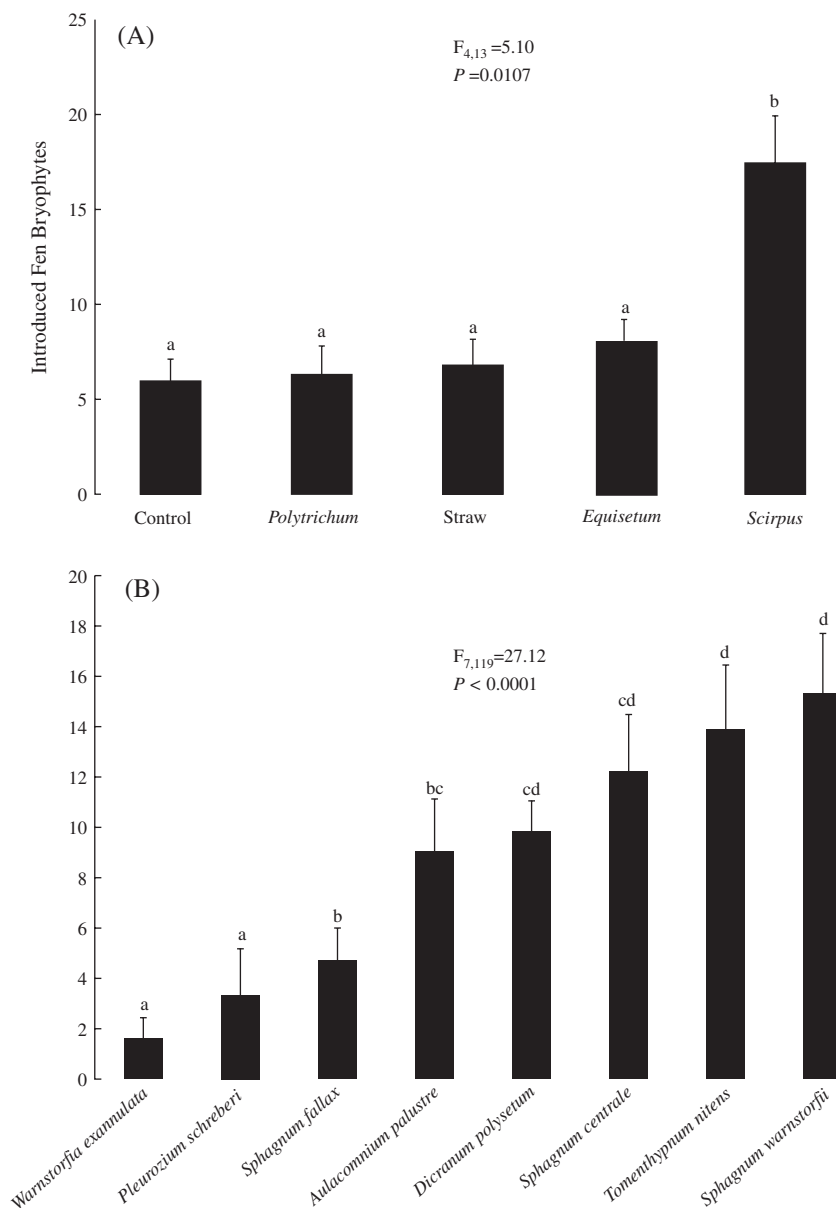 (A)
F4,13 =5.10
P =0.0107
Introduced Fen Bryophytes
25
20
15
10
5
0
a
a
a
a
b
Control
Polytrichum
Straw
Equisetum
Scirpus
(B)
F7,119=27.12
P < 0.0001
20
18
16
14
12
10
8
6
4
2
0
a
a
b
bc
cd
cd
d
d
Warnstorfia exannulata
Pleurozium schreberi
Sphagnum fallax
Aulacomnium palustre
Dicranum polysetum
Sphagnum centrale
Tomenthypnum nitens
Sphagnum warnstorfii